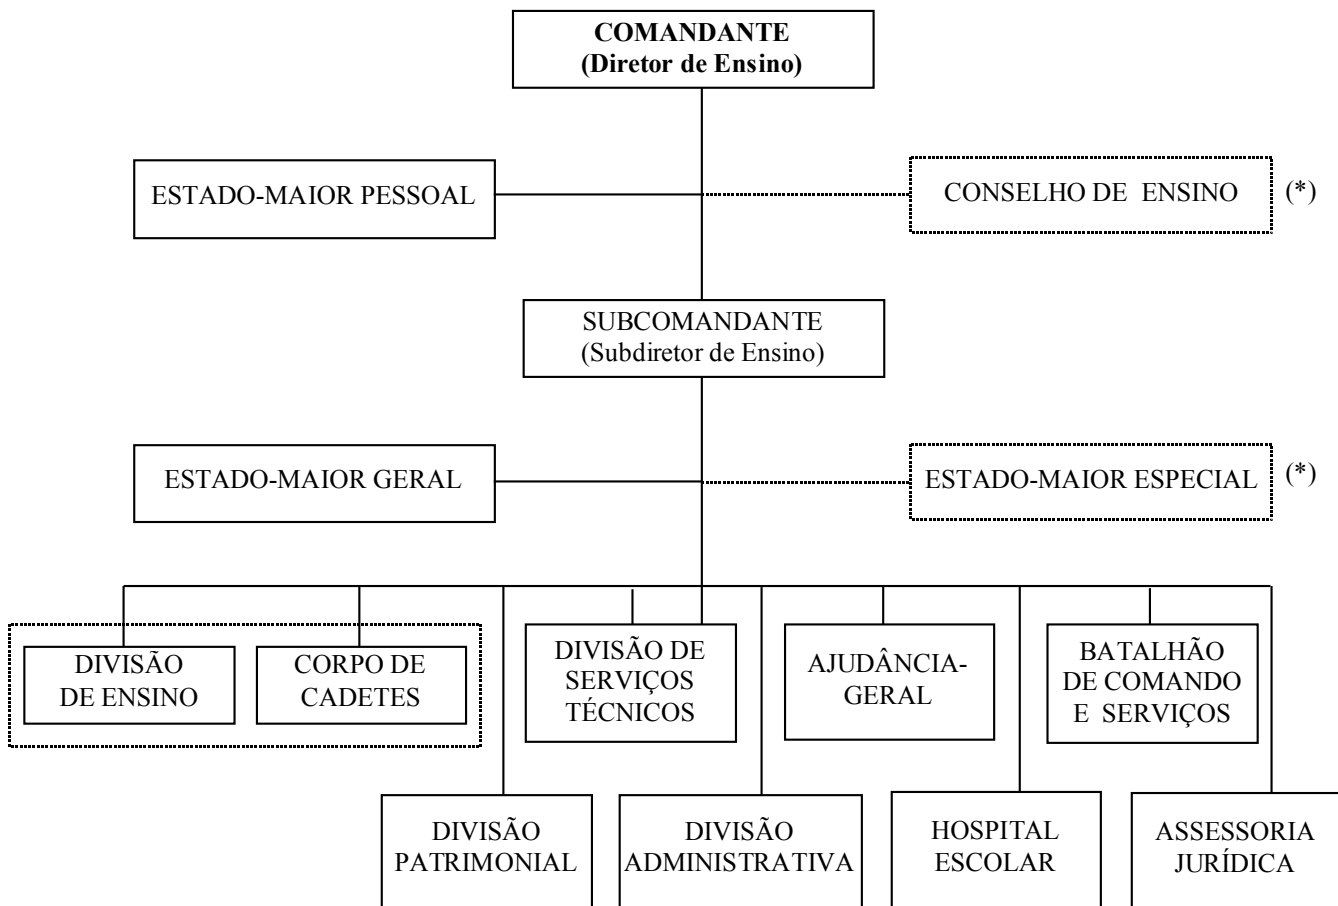 COMANDANTE
(Diretor de Ensino)
ESTADO-MAIOR PESSOAL
CONSELHO DE ENSINO
(*)
SUBCOMANDANTE
(Subdiretor de Ensino)
ESTADO-MAIOR GERAL
ESTADO-MAIOR ESPECIAL
(*)
DIVISÃO
DE ENSINO
CORPO DE
CADETES
DIVISÃO DE
SERVIÇOS
TÉCNICOS
AJUDÂNCIA-
GERAL
BATALHÃO
DE COMANDO
E SERVIÇOS
DIVISÃO
PATRIMONIAL
DIVISÃO
ADMINISTRATIVA
HOSPITAL
ESCOLAR
ASSESSORIA
JURÍDICA